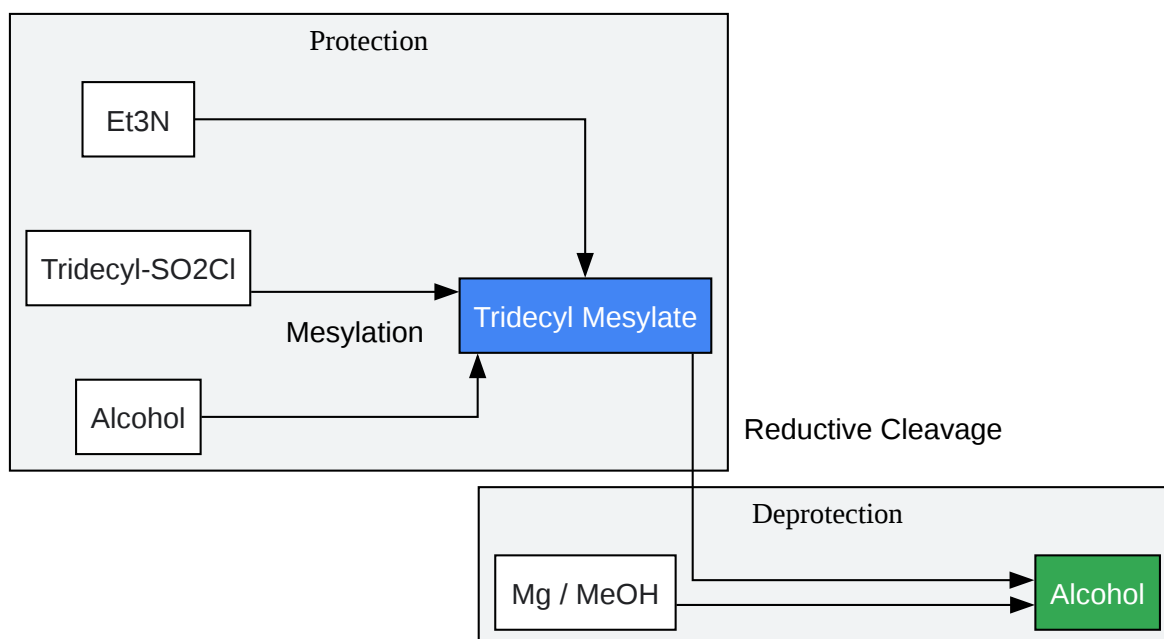 Protection
Et3N
Tridecyl-SO2Cl
Tridecyl Mesylate
Mesylation
Alcohol
Reductive Cleavage
Deprotection
Mg / MeOH
Alcohol